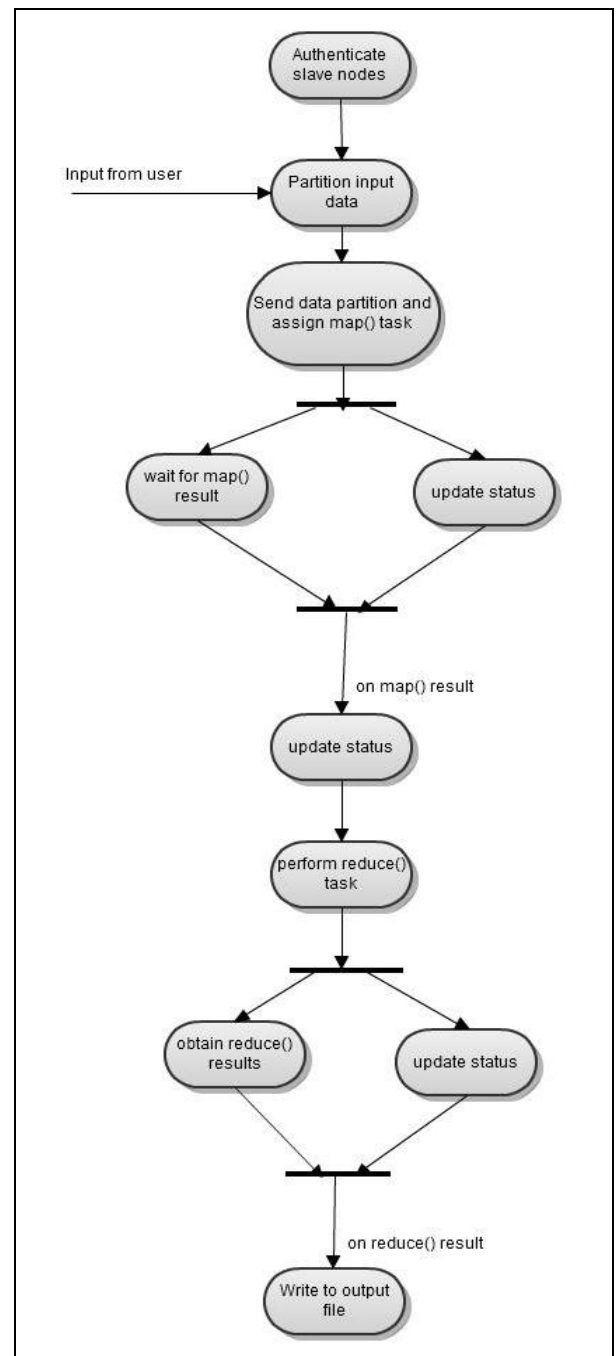 Authenticate
slave nodes
Input from user
Partition input
data
Send data partition and
assign map() task
wait for map()
result
update status
on map() result
update status
perform reduce()
task
obtain reduce()
results
update status
on reduce() result
Write to output
file